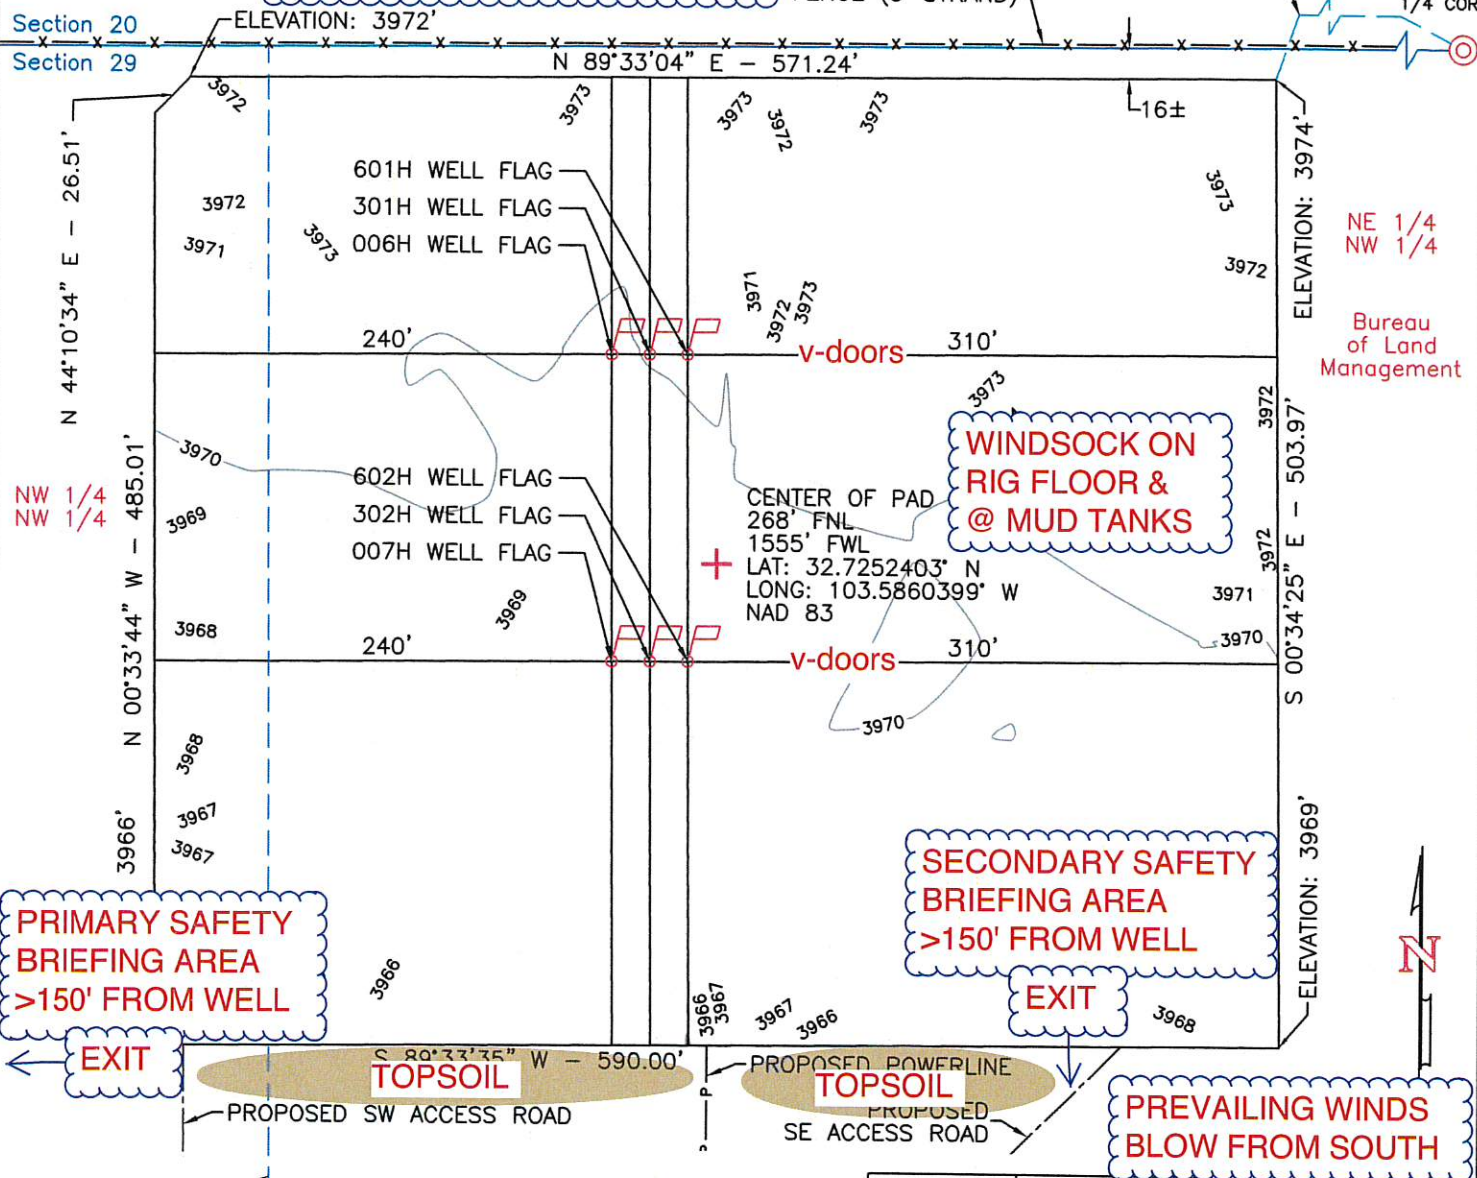 Section 20
Section 29
ELEVATION: 3972'
1/4 COR
N 89°33'04" E - 571.24'
16±
3972
3973
3973
3972
3973
N 44°10'34" E - 26.51'
ELEVATION: 3974'
601H WELL FLAG
301H WELL FLAG
006H WELL FLAG
3972
3971
3973
3973
3972
NE 1/4
NW 1/4
Bureau
of Land
Management
3971
3972
3973
240'
v-doors
310'
3973
3972
WINDSOCK ON
RIG FLOOR &
@ MUD TANKS
3970
3969
NW 1/4
NW 1/4
N 00°33'44" W - 485.01'
602H WELL FLAG
302H WELL FLAG
007H WELL FLAG
CENTER OF PAD
268' FNL
1555' FWL
LAT: 32.7252403° N
LONG: 103.5860399° W
NAD 83
S 00°34'25" E - 503.97'
3972
3971
3970
3969
3968
240'
v-doors
310'
3970
3968
3967
3967
3966'
ELEVATION: 3969'
PRIMARY SAFETY
BRIEFING AREA
>150' FROM WELL
EXIT
SECONDARY SAFETY
BRIEFING AREA
>150' FROM WELL
EXIT
3966
3966
3967
3967
3966
3968
N
S 89°33'35" W - 590.00'
TOPSOIL
PROPOSED SW ACCESS ROAD
P
PROPOSED POWERLINE
TOPSOIL
PROPOSED
SE ACCESS ROAD
PREVAILING WINDS
BLOW FROM SOUTH